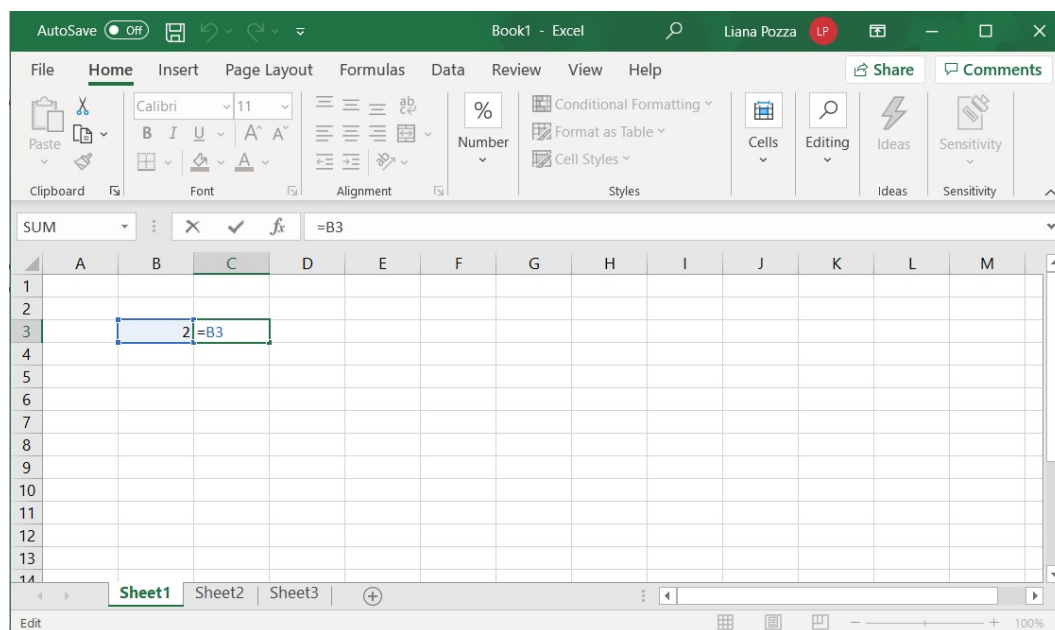 AutoSave Off Book1 - Excel Liana Pozza LP
File Home Insert Page Layout Formulas Data Review View Help Share Comments
Calibri 11 ab Conditional Formatting
Paste B I U A A % Number Format as Table Cells Editing Ideas Sensitivity
A Cell Styles
Clipboard Font Alignment Styles Ideas Sensitivity
SUM fx =B3
A B C D E F G H I J K L M
1
2
3 2 =B3
4
5
6
7
8
9
10
11
12
13
14
Sheet1 Sheet2 Sheet3
Edit 100%